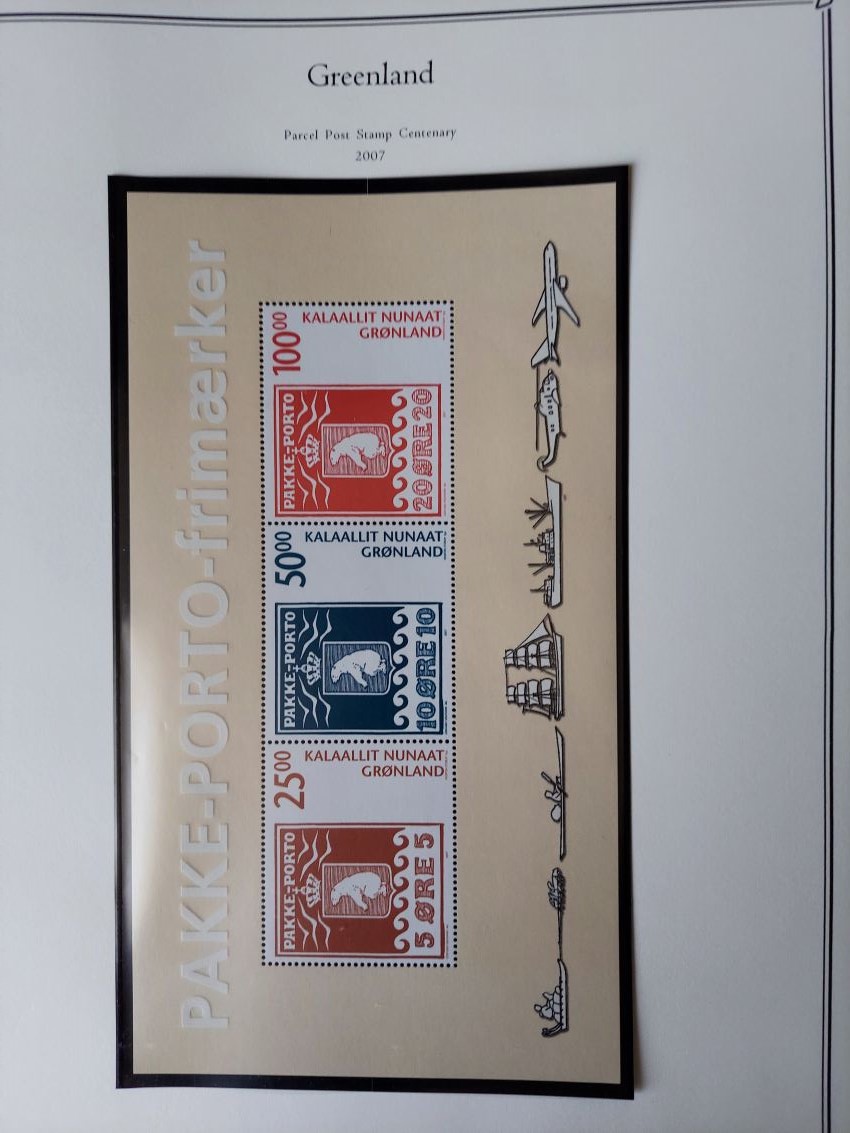 Greenland
Parcel Post Stamp Centenary
2007
PAKKE-PORTO-frimærker
100⁰⁰
KALAALLIT NUNAAT
GRØNLAND
PAKKE-PORTO
20 ØRE 20
50⁰⁰
KALAALLIT NUNAAT
GRØNLAND
PAKKE-PORTO
10 ØRE 10
25⁰⁰
KALAALLIT NUNAAT
GRØNLAND
PAKKE-PORTO
5 ØRE 5